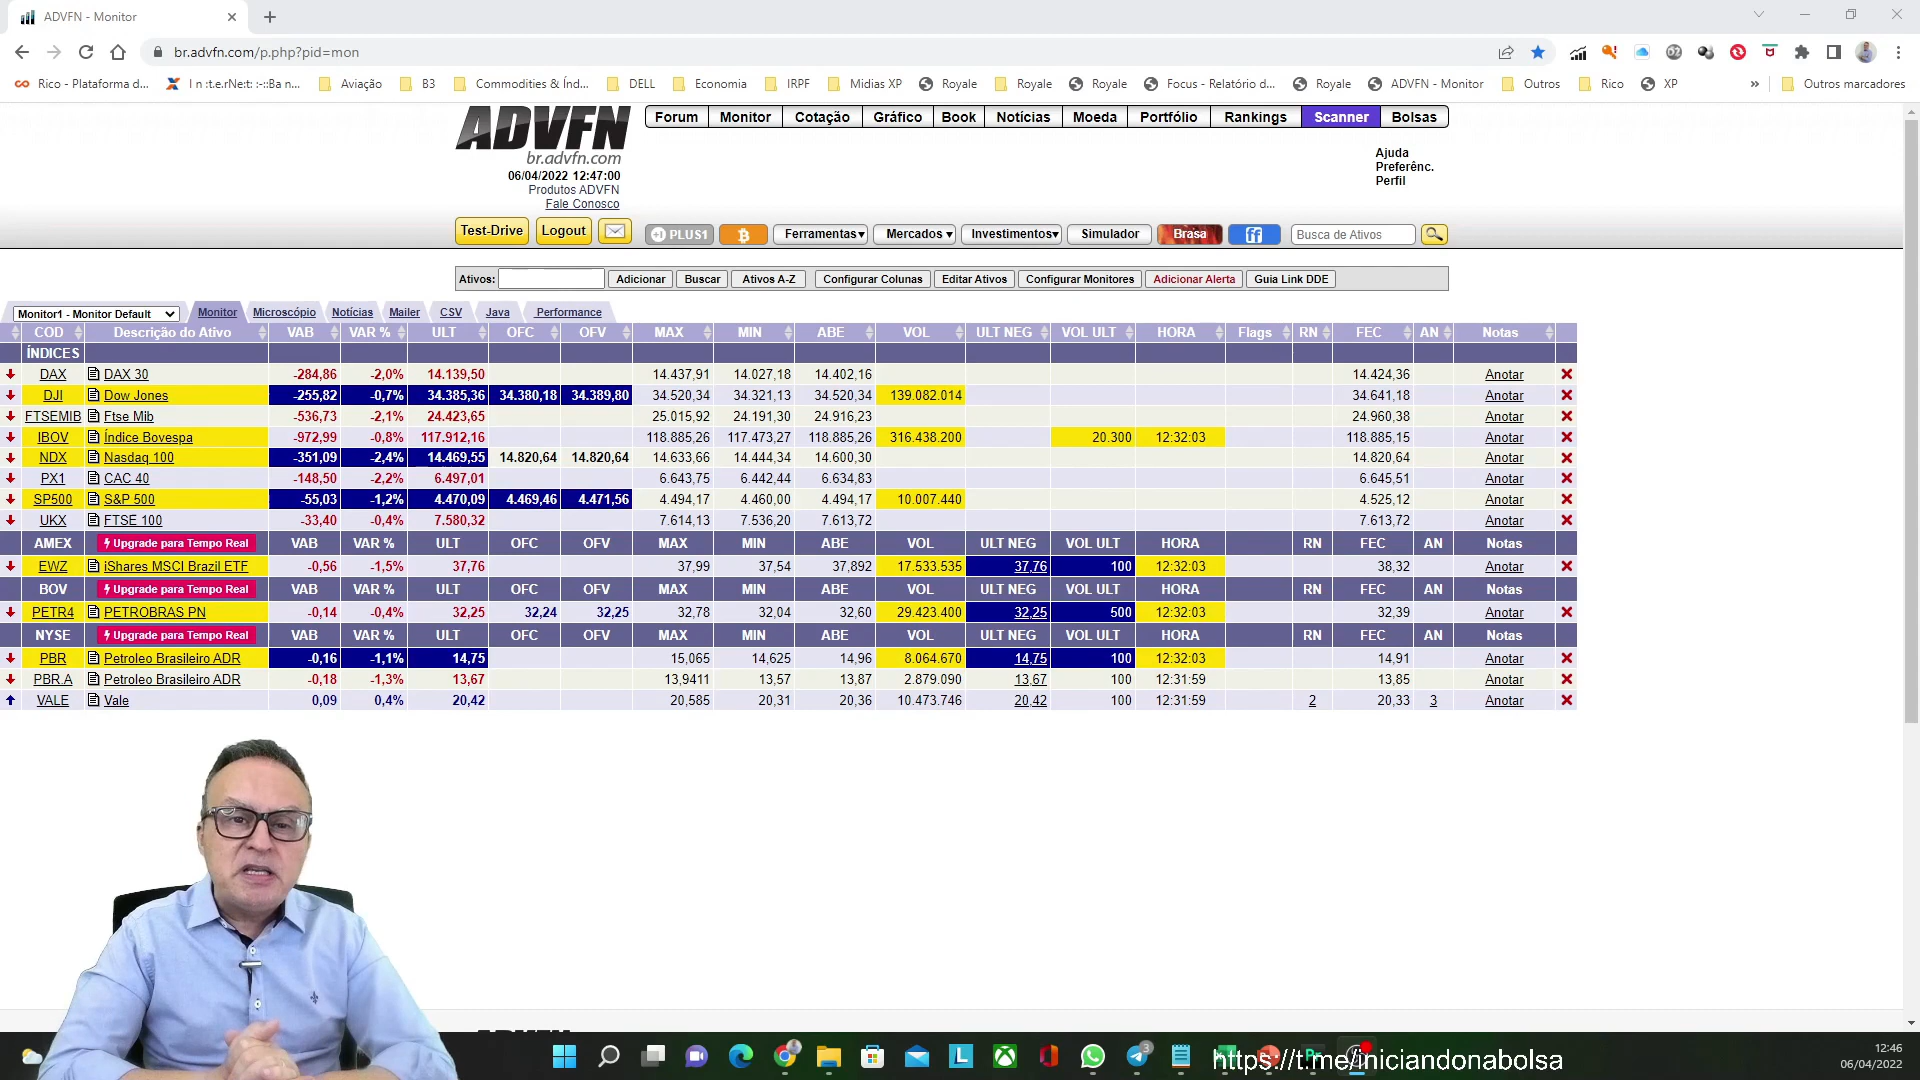 ADVFN - Monitor
br.advfn.com/p.php?pid=mon
Rico - Plataforma d... I n :t.e.rNe:t: :-::Ba n... Aviação B3 Commodities & Índ... DELL Economia IRPF Midias XP Royale Royale Royale Focus - Relatório d... Royale ADVFN - Monitor Outros Rico XP » Outros marcadores
ADVFN
Forum Monitor Cotação Gráfico Book Notícias Moeda Portfólio Rankings Scanner Bolsas
br.advfn.com
06/04/2022 12:47:00
Produtos ADVFN
Fale Conosco
Ajuda
Preferênc.
Perfil
Test-Drive Logout PLUS1 Ferramentas▾ Mercados ▾ Investimentos▾ Simulador Brasa Busca de Ativos
Ativos: Adicionar Buscar Ativos A-Z Configurar Colunas Editar Ativos Configurar Monitores Adicionar Alerta Guia Link DDE
Monitor1 - Monitor Default Monitor Microscópio Notícias Mailer CSV Java Performance
COD Descrição do Ativo VAB VAR % ULT OFC OFV MAX MIN ABE VOL ULT NEG VOL ULT HORA Flags RN FEC AN Notas
ÍNDICES
DAX DAX 30 -284,86 -2,0% 14.139,50 14.437,91 14.027,18 14.402,16 14.424,36 Anotar
DJI Dow Jones -255,82 -0,7% 34.385,36 34.380,18 34.389,80 34.520,34 34.321,13 34.520,34 139.082.014 34.641,18 Anotar
FTSEMIB Ftse Mib -536,73 -2,1% 24.423,65 25.015,92 24.191,30 24.916,23 24.960,38 Anotar
IBOV Índice Bovespa -972,99 -0,8% 117.912,16 118.885,26 117.473,27 118.885,26 316.438.200 20.300 12:32:03 118.885,15 Anotar
NDX Nasdaq 100 -351,09 -2,4% 14.469,55 14.820,64 14.820,64 14.633,66 14.444,34 14.600,30 14.820,64 Anotar
PX1 CAC 40 -148,50 -2,2% 6.497,01 6.643,75 6.442,44 6.634,83 6.645,51 Anotar
SP500 S&P 500 -55,03 -1,2% 4.470,09 4.469,46 4.471,56 4.494,17 4.460,00 4.494,17 10.007.440 4.525,12 Anotar
UKX FTSE 100 -33,40 -0,4% 7.580,32 7.614,13 7.536,20 7.613,72 7.613,72 Anotar
AMEX Upgrade para Tempo Real VAB VAR % ULT OFC OFV MAX MIN ABE VOL ULT NEG VOL ULT HORA RN FEC AN Notas
EWZ iShares MSCI Brazil ETF -0,56 -1,5% 37,76 37,99 37,54 37,892 17.533.535 37,76 100 12:32:03 38,32 Anotar
BOV Upgrade para Tempo Real VAB VAR % ULT OFC OFV MAX MIN ABE VOL ULT NEG VOL ULT HORA RN FEC AN Notas
PETR4 PETROBRAS PN -0,14 -0,4% 32,25 32,24 32,25 32,78 32,04 32,60 29.423.400 32,25 500 12:32:03 32,39 Anotar
NYSE Upgrade para Tempo Real VAB VAR % ULT OFC OFV MAX MIN ABE VOL ULT NEG VOL ULT HORA RN FEC AN Notas
PBR Petroleo Brasileiro ADR -0,16 -1,1% 14,75 15,065 14,625 14,96 8.064.670 14,75 100 12:32:03 14,91 Anotar
PBR.A Petroleo Brasileiro ADR -0,18 -1,3% 13,67 13,9411 13,57 13,87 2.879.090 13,67 100 12:31:59 13,85 Anotar
VALE Vale 0,09 0,4% 20,42 20,585 20,31 20,36 10.473.746 20,42 100 12:31:59 2 20,33 3 Anotar
https://t.me/iniciandonabolsa
12:46
06/04/2022